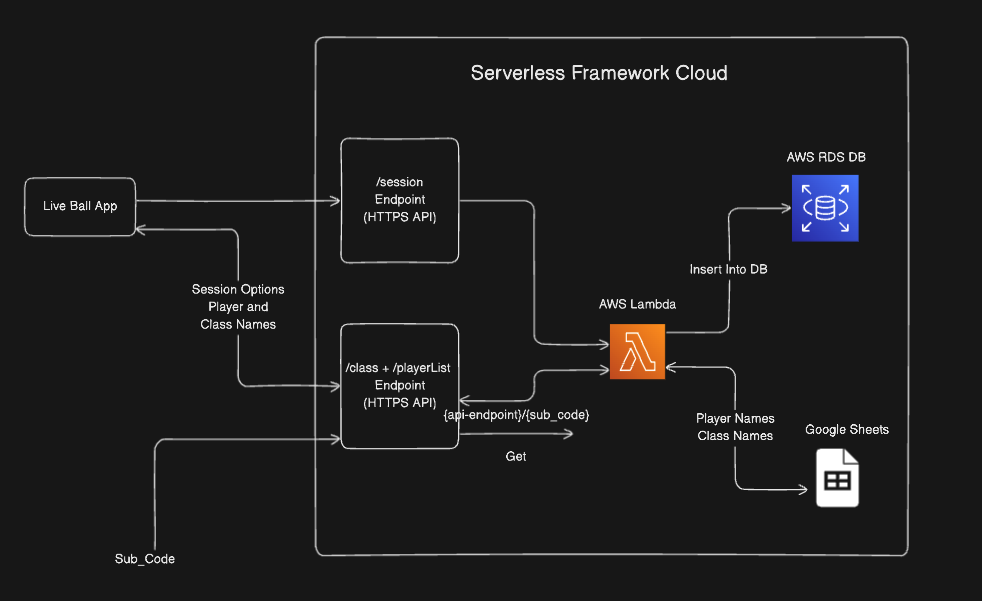 Serverless Framework Cloud
AWS RDS DB
/session
Endpoint
(HTTPS API)
Live Ball App
Insert Into DB
Session Options
Player and
Class Names
AWS Lambda
/class + /playerList
Endpoint
(HTTPS API)
{api-endpoint}/{sub_code}
Get
Player Names
Class Names
Google Sheets
Sub_Code